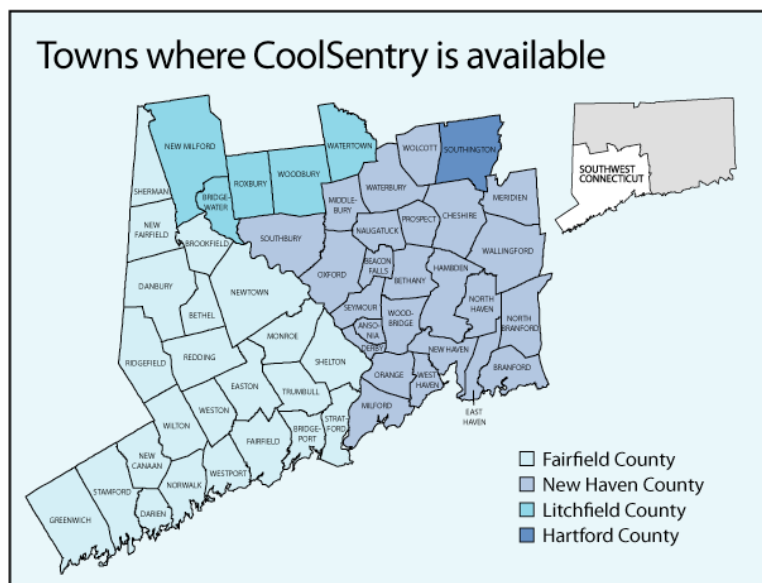 Towns where CoolSentry is available
NEW MILFORD
WATERTOWN
WOLCOTT
SOUTHINGTON
SHERMAN
ROXBURY
WOODBURY
BRIDGE-
WATER
MIDDLE-
BURY
WATERBURY
MERIDEN
SOUTHWEST
CONNECTICUT
NEW
FAIRFIELD
BROOKFIELD
SOUTHBURY
NAUGATUCK
PROSPECT
CHESHIRE
WALLINGFORD
DANBURY
BETHEL
NEWTOWN
OXFORD
BEACON
FALLS
BETHANY
HAMBDEN
NORTH
HAVEN
NORTH
BRANFORD
SEYMOUR
ANSO-
NIA
DERBY
WOOD-
BRIDGE
RIDGEFIELD
REDDING
MONROE
SHELTON
NEW HAVEN
BRANFORD
ORANGE
WEST
HAVEN
EAST
HAVEN
MILFORD
EASTON
TRUMBULL
STRAT-
FORD
WESTON
WILTON
BRIDGE-
PORT
FAIRFIELD
NEW
CANAAN
WESTPORT
NORWALK
STAMFORD
DARIEN
GREENWICH
Fairfield County
New Haven County
Litchfield County
Hartford County